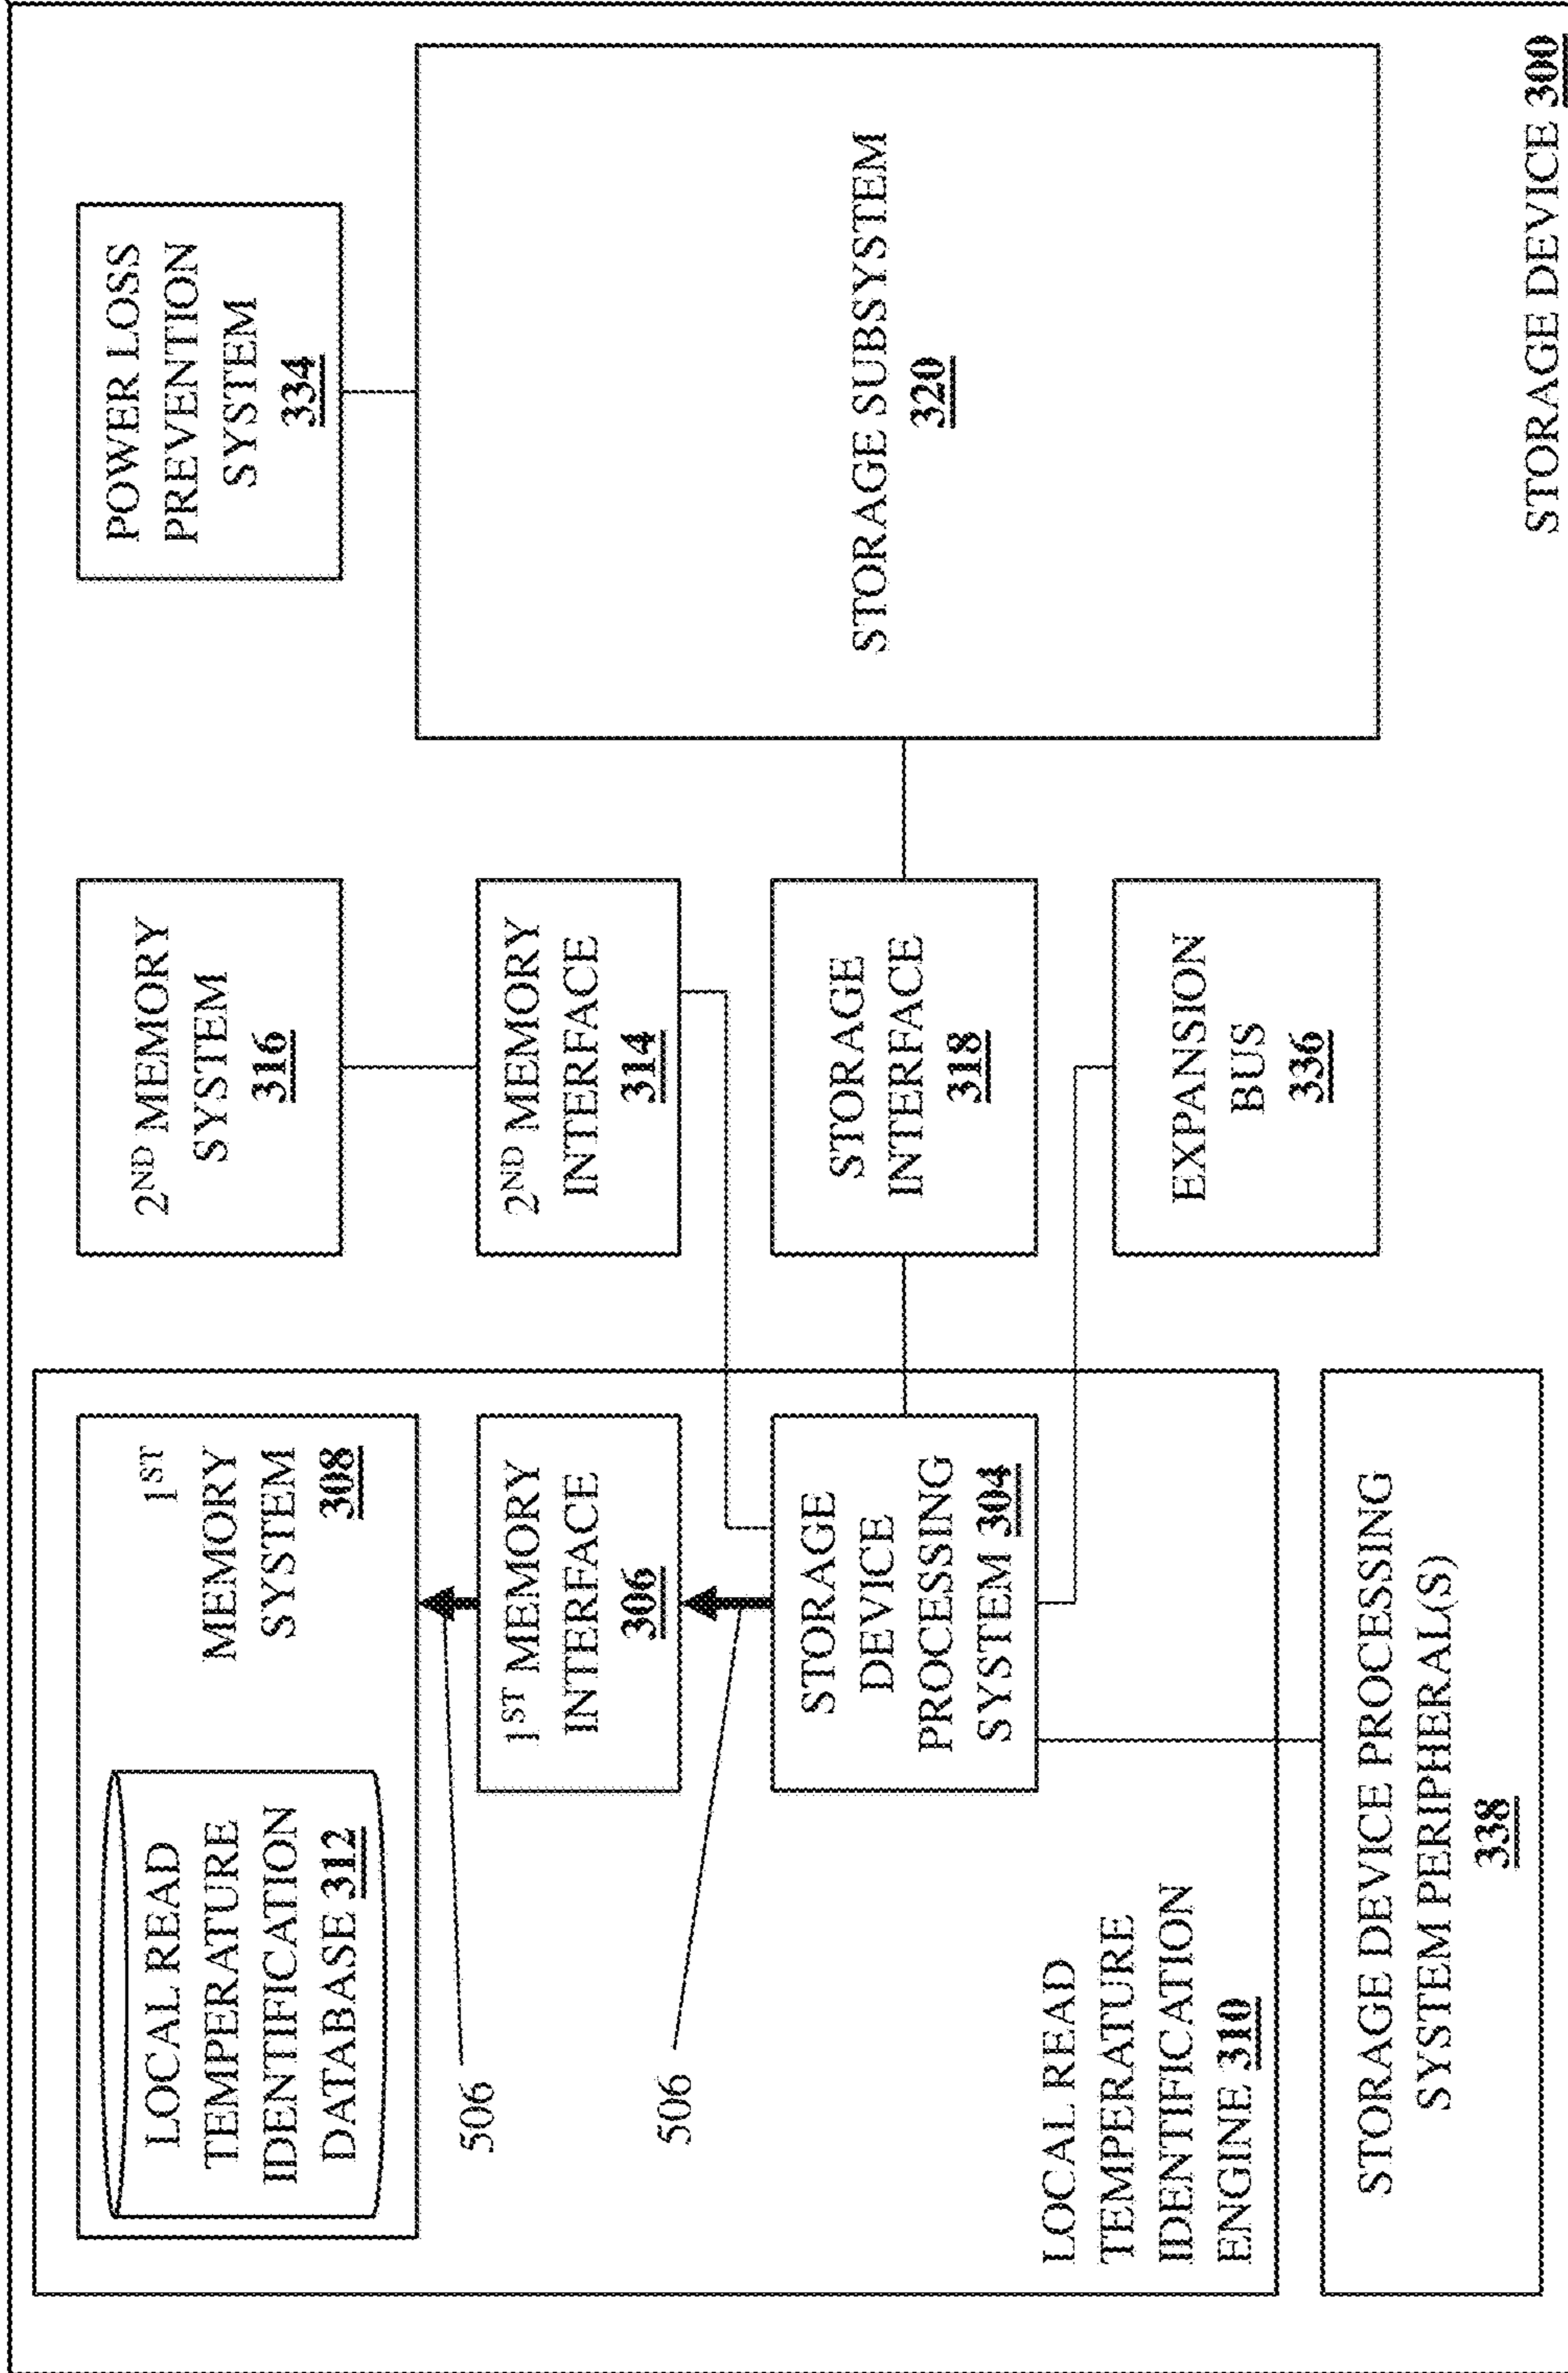 1ST
MEMORY
SYSTEM
308
LOCAL READ
TEMPERATURE
IDENTIFICATION
DATABASE 312
506
1ST MEMORY
INTERFACE
306
506
STORAGE
DEVICE
PROCESSING
SYSTEM 304
LOCAL READ
TEMPERATURE
IDENTIFICATION
ENGINE 310
STORAGE DEVICE PROCESSING
SYSTEM PERIPHERAL(S)
338
2ND MEMORY
SYSTEM
316
2ND MEMORY
INTERFACE
314
STORAGE
INTERFACE
318
EXPANSION
BUS
336
POWER LOSS
PREVENTION
SYSTEM
334
STORAGE SUBSYSTEM
320
STORAGE DEVICE 300